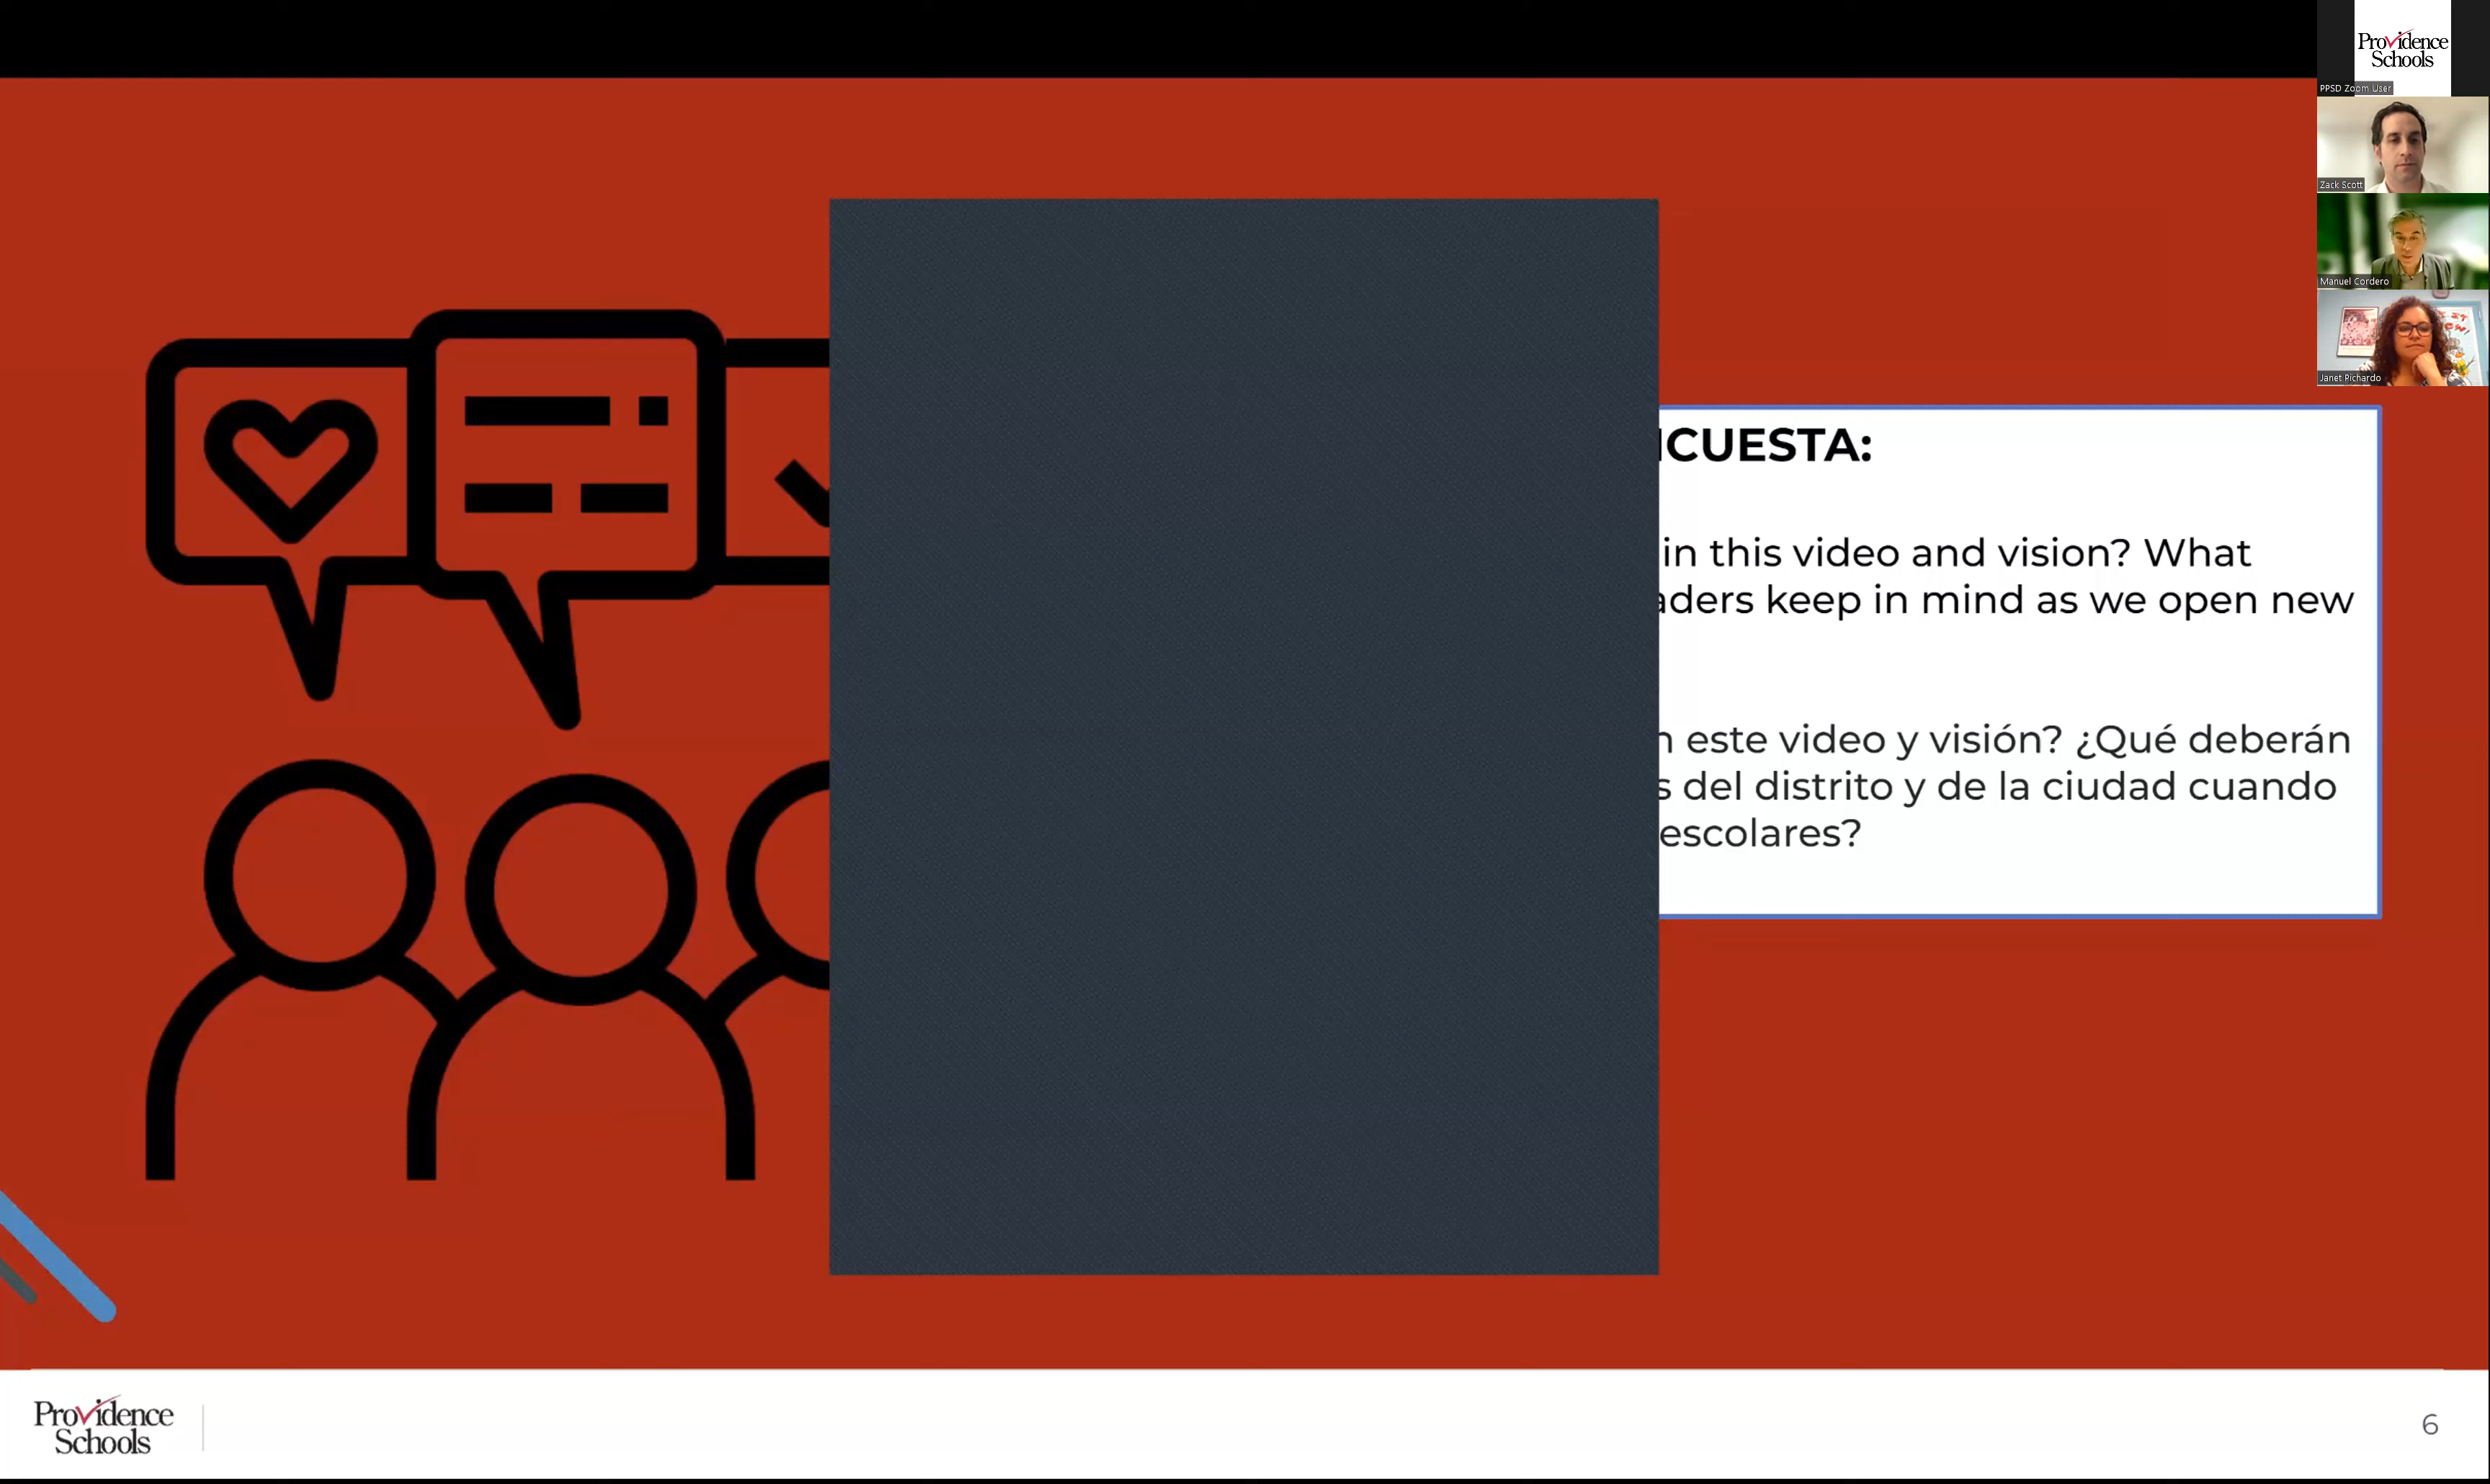 Providence
Schools
PPSD Zoom User
Zack Scott
Manuel Cordero
Janet Pichardo
CUESTA:
in this video and vision? What
aders keep in mind as we open new
este video y visión? ¿Qué deberán
s del distrito y de la ciudad cuando
escolares?
Providence
Schools
6